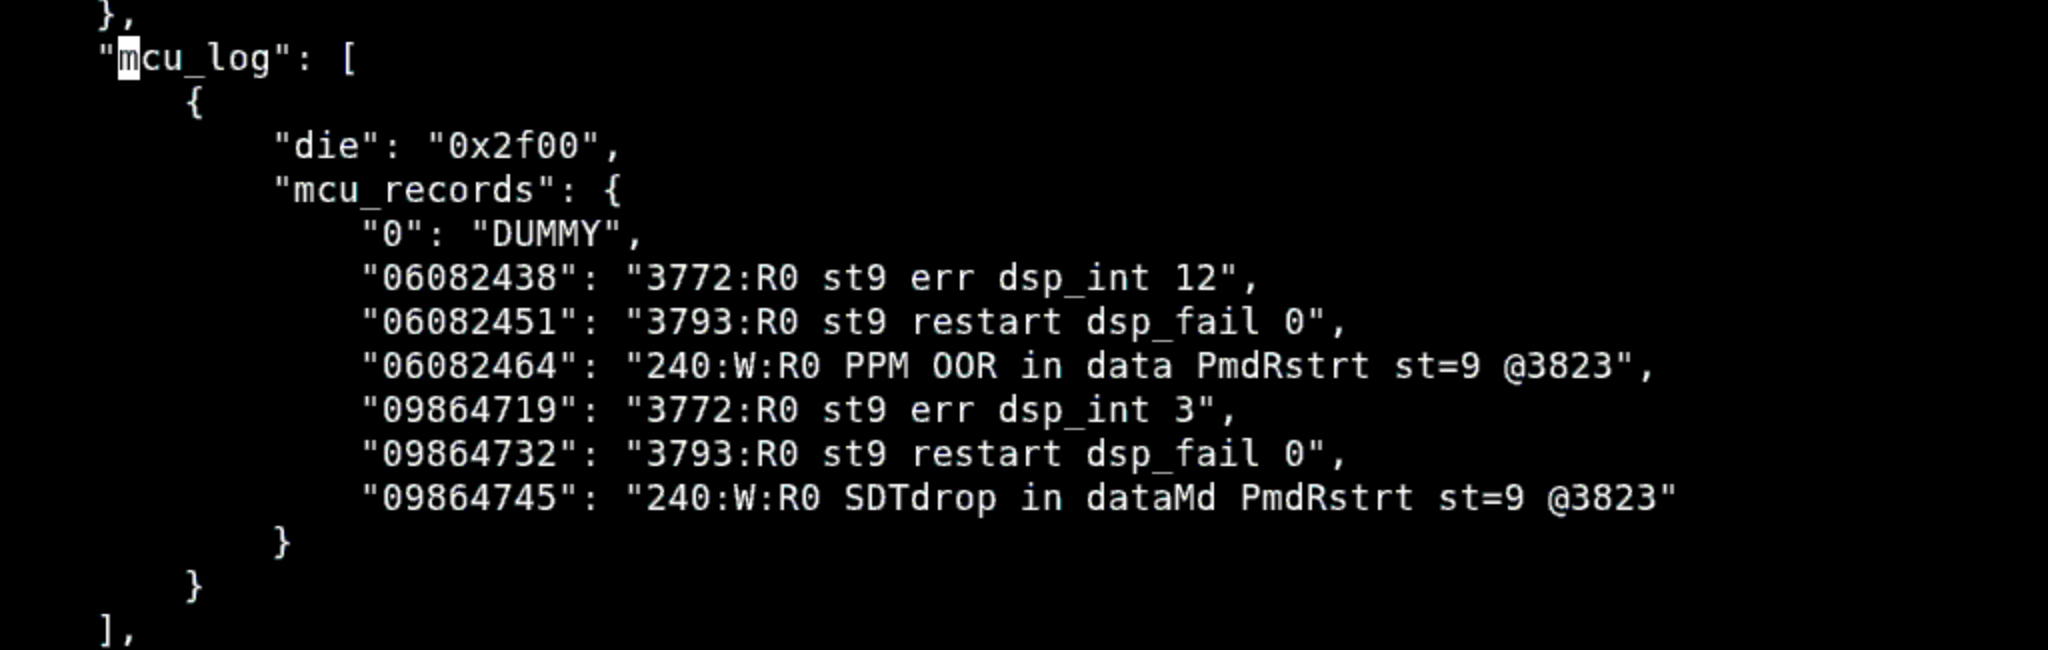 },
"mcu_log": [
{
"die": "0x2f00",
"mcu_records": {
"0": "DUMMY",
"06082438": "3772:R0 st9 err dsp_int 12",
"06082451": "3793:R0 st9 restart dsp_fail 0",
"06082464": "240:W:R0 PPM OOR in data PmdRstrt st=9 @3823",
"09864719": "3772:R0 st9 err dsp_int 3",
"09864732": "3793:R0 st9 restart dsp_fail 0",
"09864745": "240:W:R0 SDTdrop in dataMd PmdRstrt st=9 @3823"
}
}
],